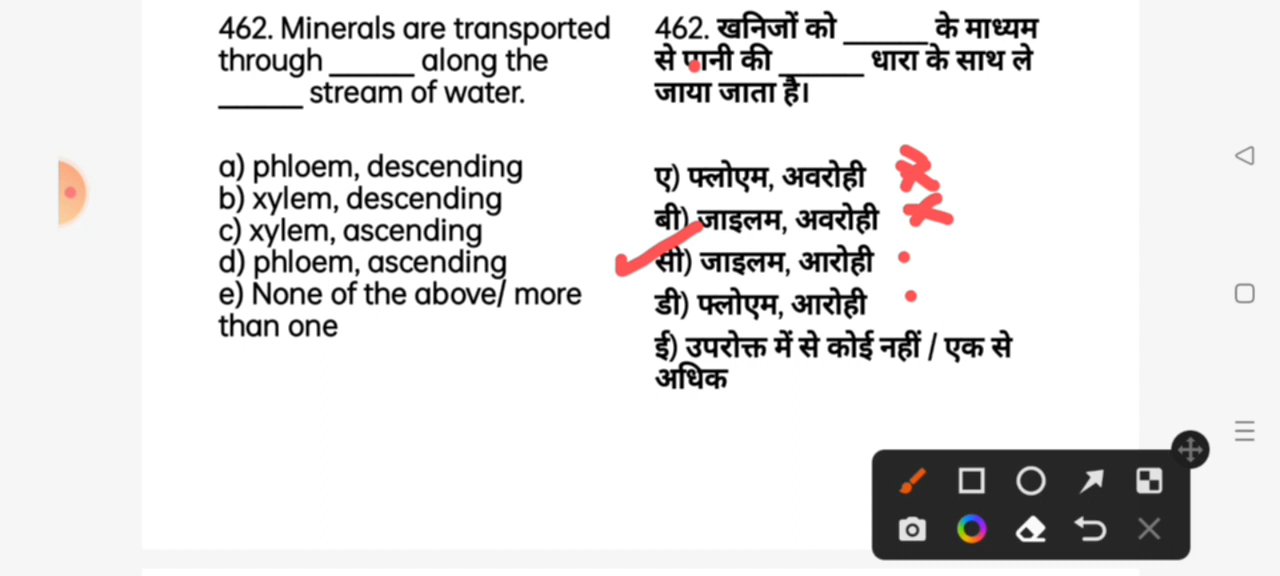 462. Minerals are transported
through ______ along the
______ stream of water.
a) phloem, descending
b) xylem, descending
c) xylem, ascending
d) phloem, ascending
e) None of the above/ more
than one
462. खनिजों को ______ के माध्यम
से पानी की ______ धारा के साथ ले
जाया जाता है।
ए) फ्लोएम, अवरोही
बी) जाइलम, अवरोही
सी) जाइलम, आरोही
डी) फ्लोएम, आरोही
ई) उपरोक्त में से कोई नहीं / एक से
अधिक